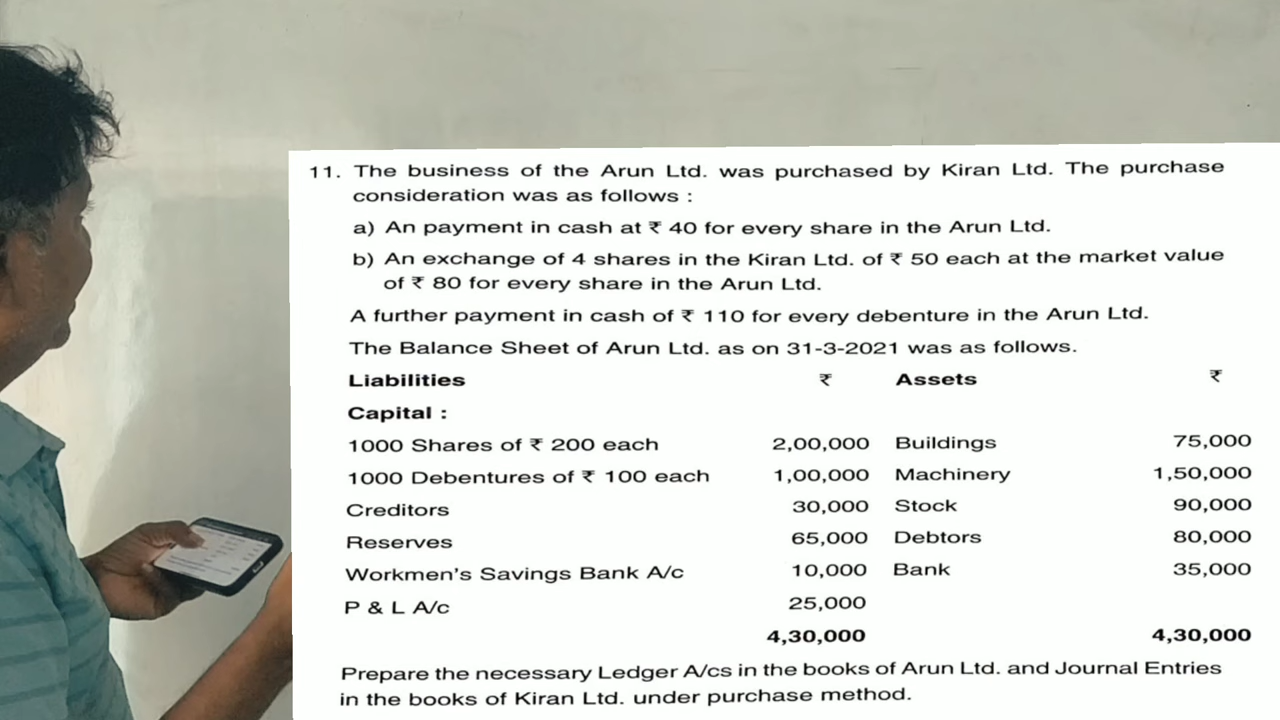 11. The business of the Arun Ltd. was purchased by Kiran Ltd. The purchase
consideration was as follows :
a) An payment in cash at ₹ 40 for every share in the Arun Ltd.
b) An exchange of 4 shares in the Kiran Ltd. of ₹ 50 each at the market value
of ₹ 80 for every share in the Arun Ltd.
A further payment in cash of ₹ 110 for every debenture in the Arun Ltd.
The Balance Sheet of Arun Ltd. as on 31-3-2021 was as follows.
Liabilities ₹ Assets ₹
Capital :
1000 Shares of ₹ 200 each 2,00,000 Buildings 75,000
1000 Debentures of ₹ 100 each 1,00,000 Machinery 1,50,000
Creditors 30,000 Stock 90,000
Reserves 65,000 Debtors 80,000
Workmen's Savings Bank A/c 10,000 Bank 35,000
P & L A/c 25,000
4,30,000 4,30,000
Prepare the necessary Ledger A/cs in the books of Arun Ltd. and Journal Entries
in the books of Kiran Ltd. under purchase method.